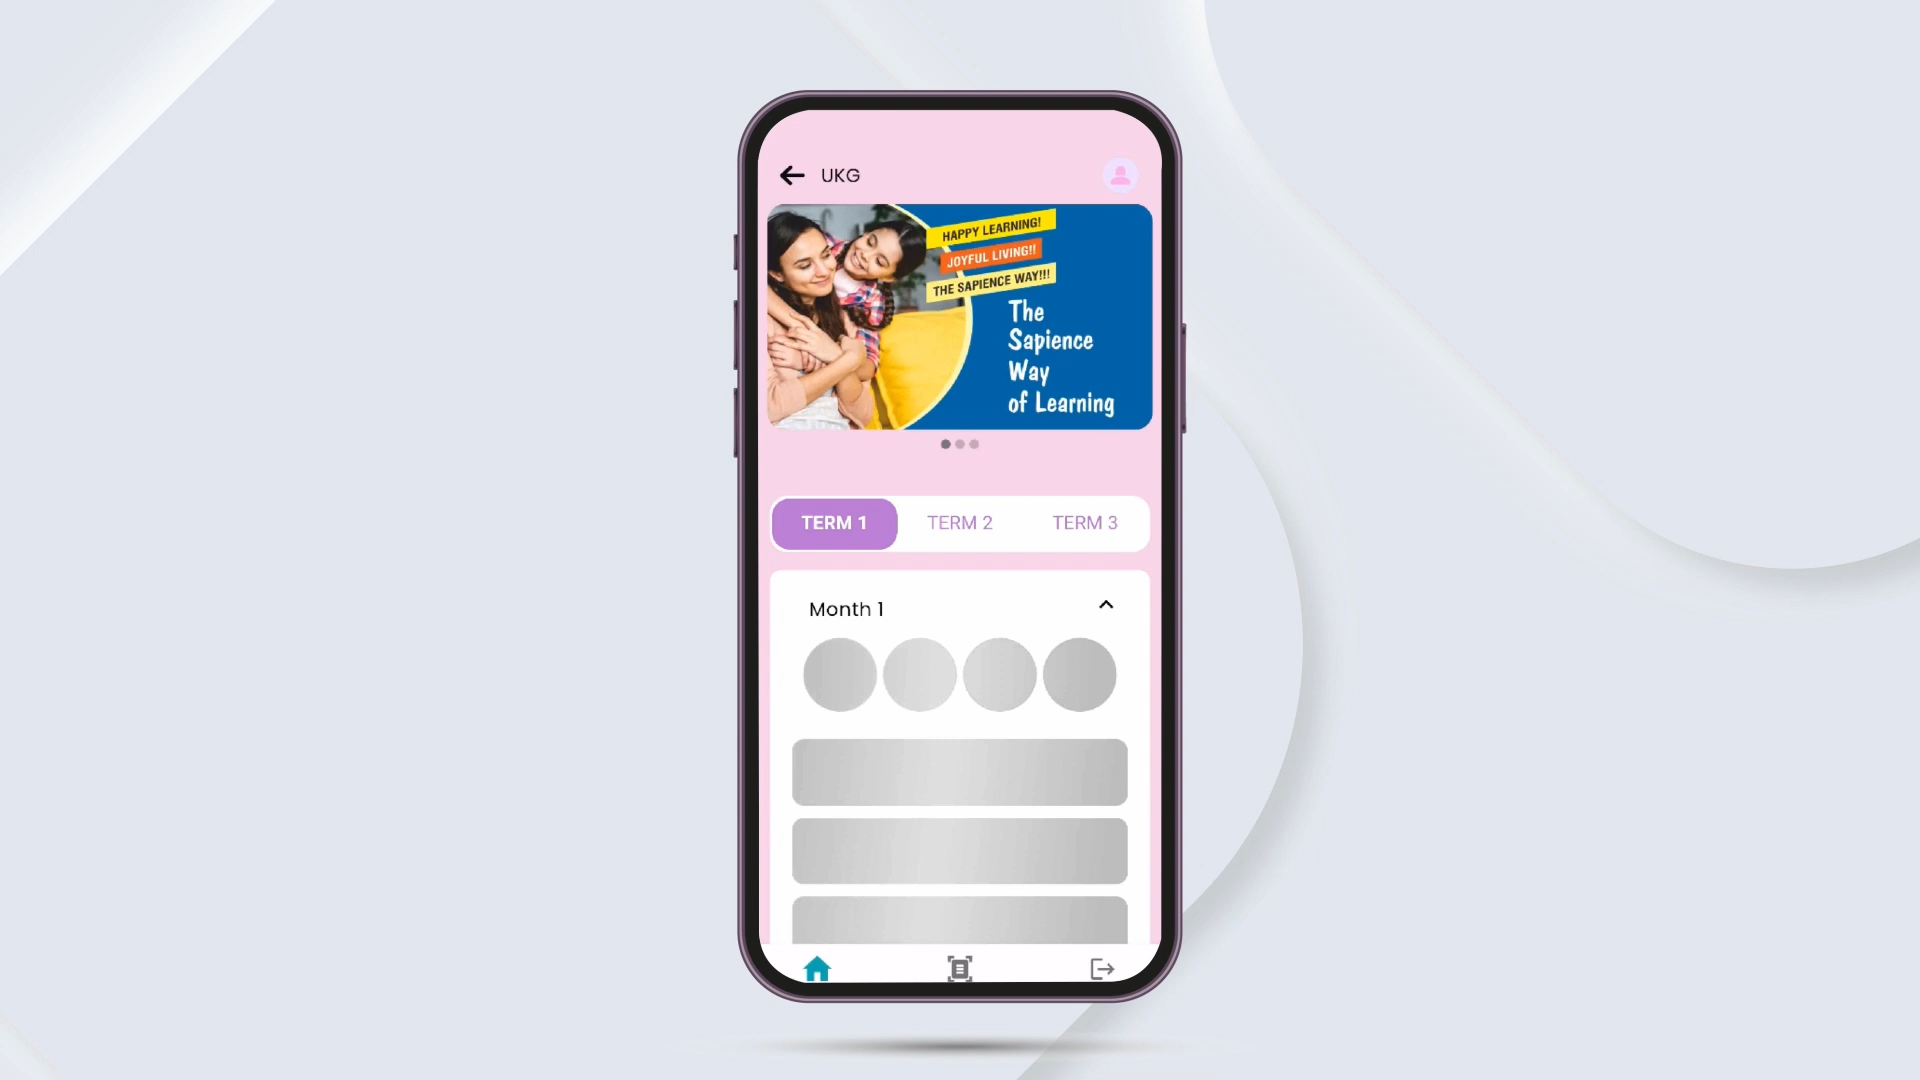 UKG
HAPPY LEARNING!
JOYFUL LIVING!!
THE SAPIENCE WAY!!!
The
Sapience
Way
of Learning
TERM 1 TERM 2 TERM 3
Month 1